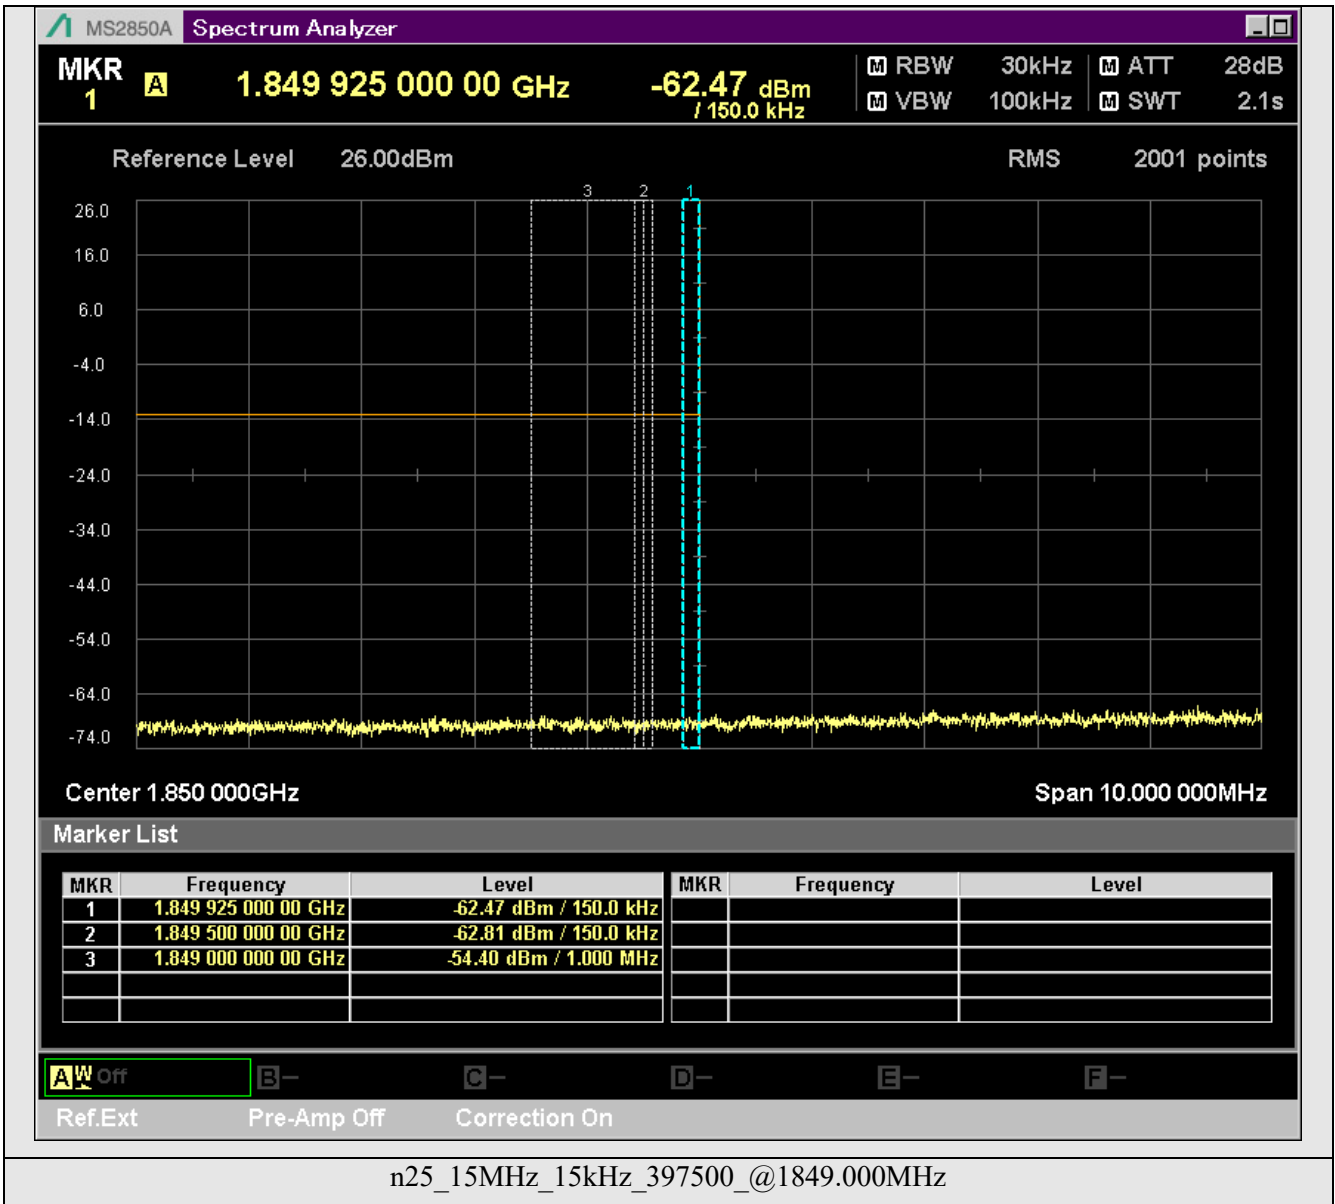 MS2850A Spectrum Analyzer
MKR 1 A 1.849 925 000 00 GHz -62.47 dBm / 150.0 kHz
M RBW 30kHz M ATT 28dB
M VBW 100kHz M SWT 2.1s
Reference Level 26.00dBm RMS 2001 points
3 2 1
26.0
16.0
6.0
-4.0
-14.0
-24.0
-34.0
-44.0
-54.0
-64.0
-74.0
Center 1.850 000GHz Span 10.000 000MHz
Marker List
MKR Frequency Level MKR Frequency Level
1 1.849 925 000 00 GHz -62.47 dBm / 150.0 kHz
2 1.849 500 000 00 GHz -62.81 dBm / 150.0 kHz
3 1.849 000 000 00 GHz -54.40 dBm / 1.000 MHz
A W Off B- C- D- E- F-
Ref.Ext Pre-Amp Off Correction On
n25_15MHz_15kHz_397500_@1849.000MHz